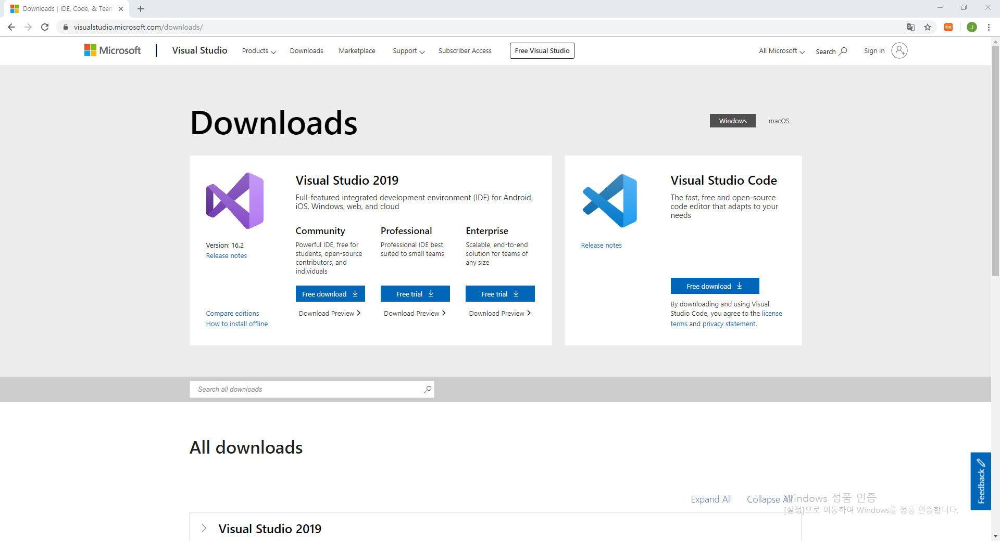 Downloads | IDE, Code, & Team
visualstudio.microsoft.com/downloads/
J
Microsoft
Visual Studio
Products
Downloads
Marketplace
Support
Subscriber Access
Free Visual Studio
All Microsoft
Search
Sign in
Downloads
Windows
macOS
Visual Studio 2019
Full-featured integrated development environment (IDE) for Android,
iOS, Windows, web, and cloud
Version: 16.2
Release notes
Compare editions
How to install offline
Community
Powerful IDE, free for
students, open-source
contributors, and
individuals
Free download
Download Preview
Professional
Professional IDE best
suited to small teams
Free trial
Download Preview
Enterprise
Scalable, end-to-end
solution for teams of
any size
Free trial
Download Preview
Visual Studio Code
The fast, free and open-source
code editor that adapts to your
needs
Release notes
Free download
By downloading and using Visual
Studio Code, you agree to the license
terms and privacy statement.
Search all downloads
All downloads
Expand All
Collapse All
Windows 정품 인증
[설정]으로 이동하여 Windows를 정품 인증합니다.
Feedback
Visual Studio 2019